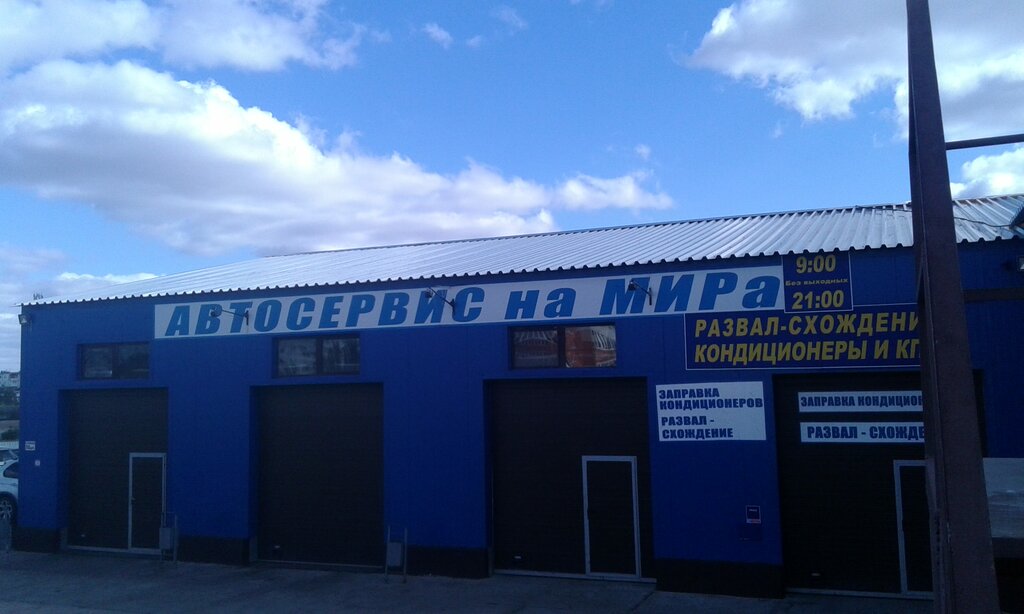 АВТОСЕРВИС на МИРа
9:00
Без выходных
21:00
РАЗВАЛ-СХОЖДЕНИ
КОНДИЦИОНЕРЫ И КП
ЗАПРАВКА
КОНДИЦИОНЕРОВ
РАЗВАЛ -
СХОЖДЕНИЕ
ЗАПРАВКА КОНДИЦИОН
РАЗВАЛ - СХОЖДЕ